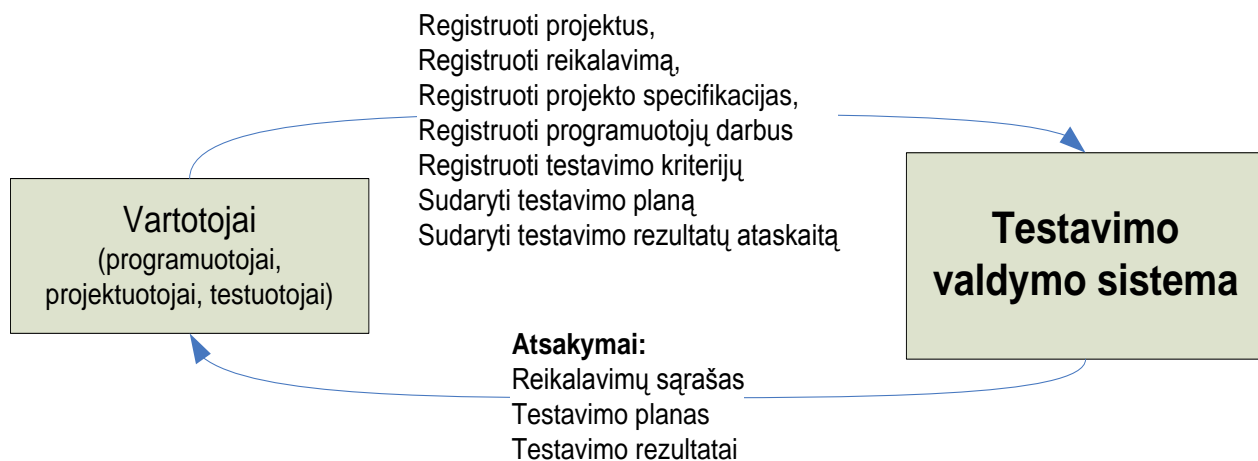 Registruoti projektus,
Registruoti reikalavimą,
Registruoti projekto specifikacijas,
Registruoti programuotojų darbus
Registruoti testavimo kriterijų
Sudaryti testavimo planą
Sudaryti testavimo rezultatų ataskaitą
Vartotojai
(programuotojai,
projektuotojai, testuotojai)
Testavimo
valdymo sistema
Atsakymai:
Reikalavimų sąrašas
Testavimo planas
Testavimo rezultatai